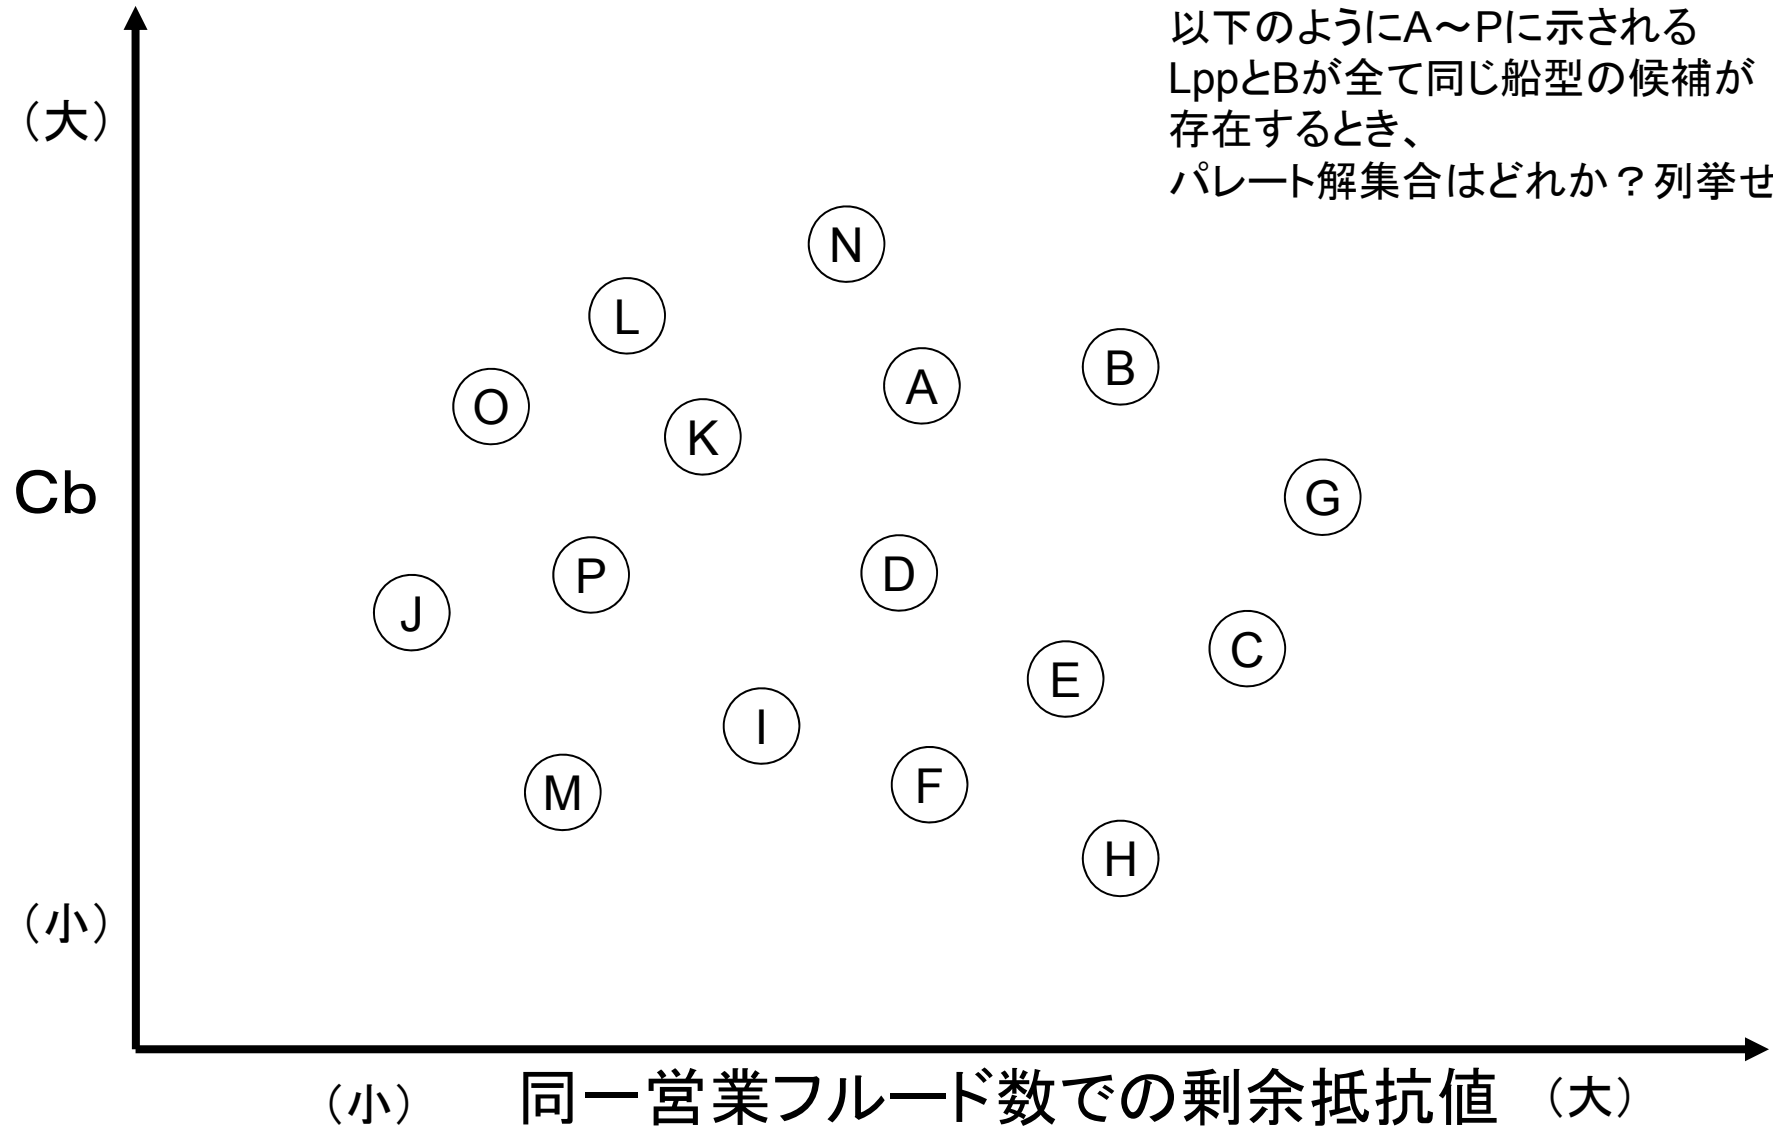 以下のようにA～Pに示される
LppとBが全て同じ船型の候補が
存在するとき、
パレート解集合はどれか？列挙せ
（大）
N
L
B
A
O
K
Cb
G
P
D
J
C
E
I
M
F
H
（小）
（小） 同一営業フルード数での剰余抵抗値 （大）